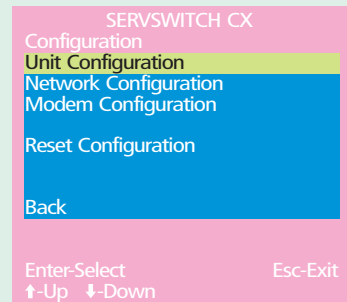 SERVSWITCH CX
Configuration
Unit Configuration
Network Configuration
Modem Configuration
Reset Configuration
Back
Enter-Select Esc-Exit
↑-Up ↓-Down